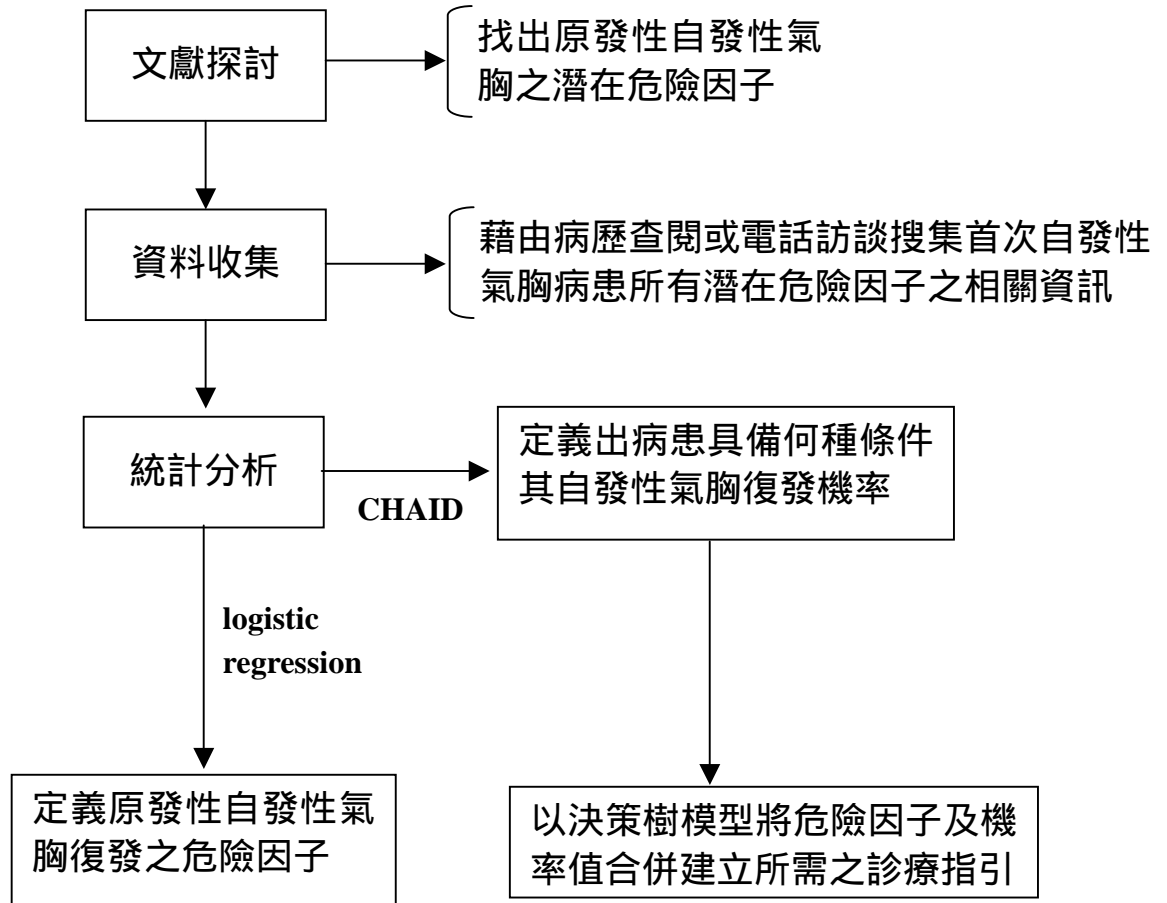 文獻探討
找出原發性自發性氣
胸之潛在危險因子
資料收集
藉由病歷查閱或電話訪談搜集首次自發性
氣胸病患所有潛在危險因子之相關資訊
統計分析
CHAID
定義出病患具備何種條件
其自發性氣胸復發機率
logistic
regression
定義原發性自發性氣
胸復發之危險因子
以決策樹模型將危險因子及機
率值合併建立所需之診療指引